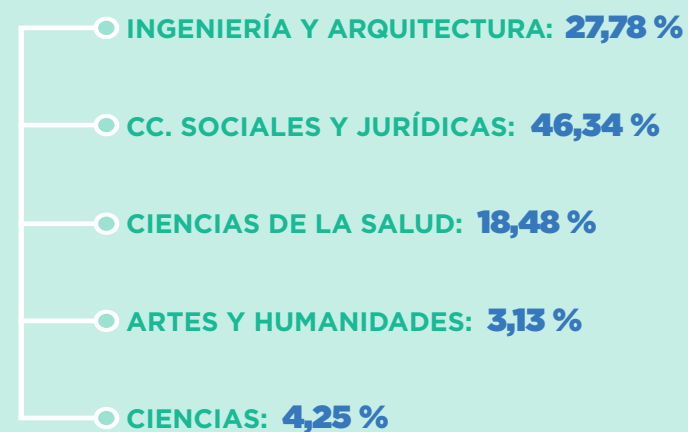 INGENIERÍA Y ARQUITECTURA: 27,78 %
CC. SOCIALES Y JURÍDICAS: 46,34 %
CIENCIAS DE LA SALUD: 18,48 %
ARTES Y HUMANIDADES: 3,13 %
CIENCIAS: 4,25 %